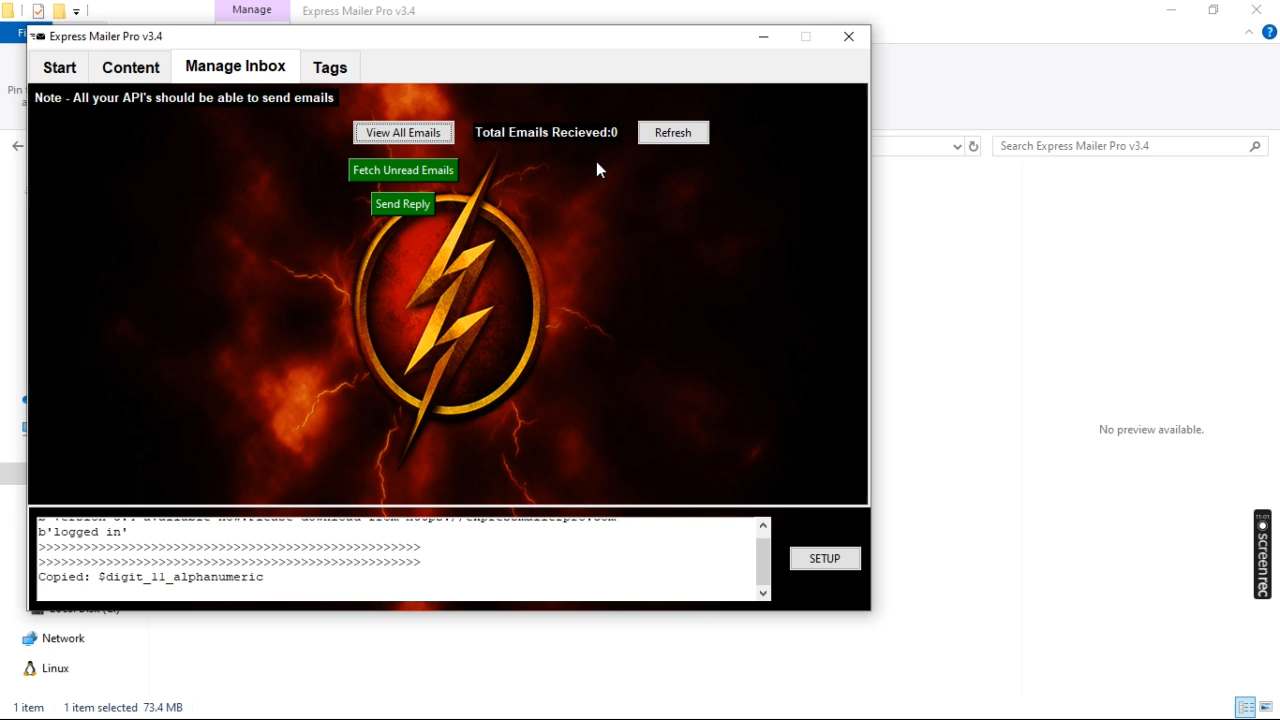 Manage
Express Mailer Pro v3.4
Express Mailer Pro v3.4
Start
Content
Manage Inbox
Tags
Note - All your API's should be able to send emails
View All Emails
Total Emails Recieved:0
Refresh
Search Express Mailer Pro v3.4
Fetch Unread Emails
Send Reply
No preview available.
b'logged in'
>>>>>>>>>>>>>>>>>>>>>>>>>>>>>>>>>>>>>>>>>>>>>>>>>>>
>>>>>>>>>>>>>>>>>>>>>>>>>>>>>>>>>>>>>>>>>>>>>>>>>>>
Copied: $digit_11_alphanumeric
SETUP
11:01
screenrec
Network
Linux
1 item
1 item selected 73.4 MB